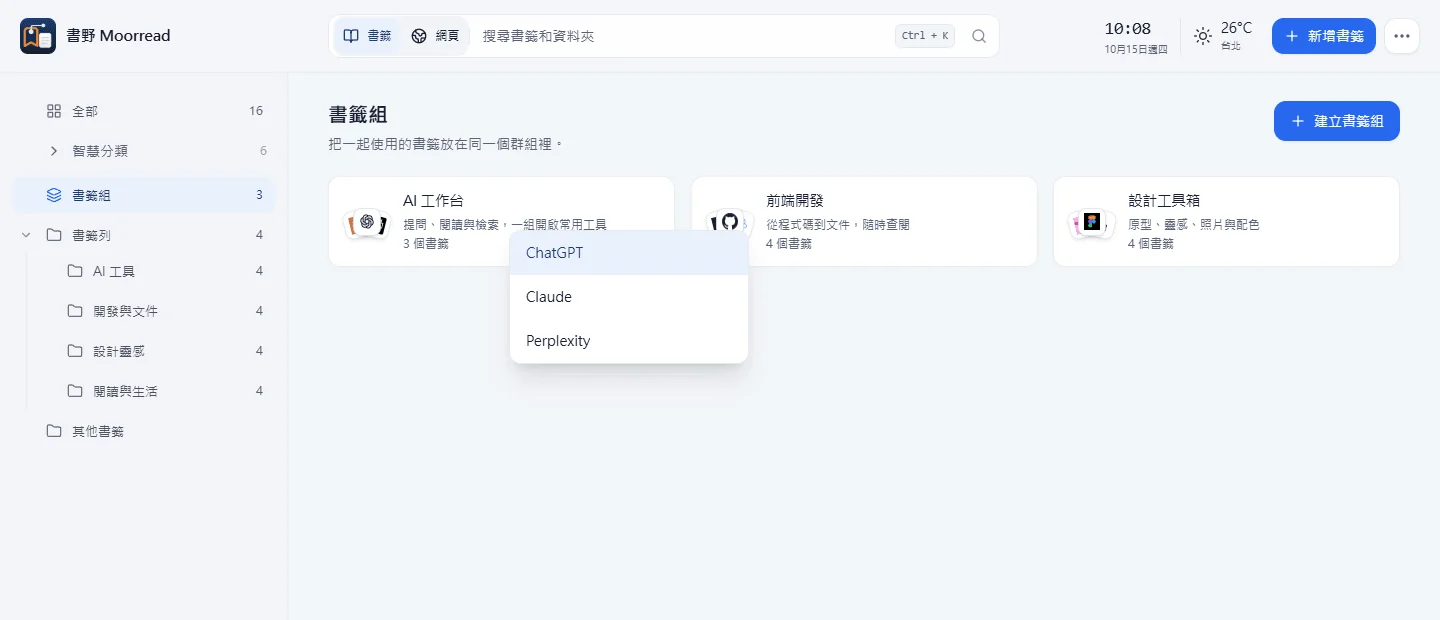 書野 Moorread
書籤
網頁
搜尋書籤和資料夾
Ctrl + K
10:08
10月15日週四
26°C
台北
新增書籤
全部 16
智慧分類 6
書籤組 3
書籤列 4
AI 工具 4
開發與文件 4
設計靈感 4
閱讀與生活 4
其他書籤
書籤組
把一起使用的書籤放在同一個群組裡。
建立書籤組
AI 工作台
提問、閱讀與檢索，一組開啟常用工具
3 個書籤
前端開發
從程式碼到文件，隨時查閱
4 個書籤
設計工具箱
原型、靈感、照片與配色
4 個書籤
ChatGPT
Claude
Perplexity